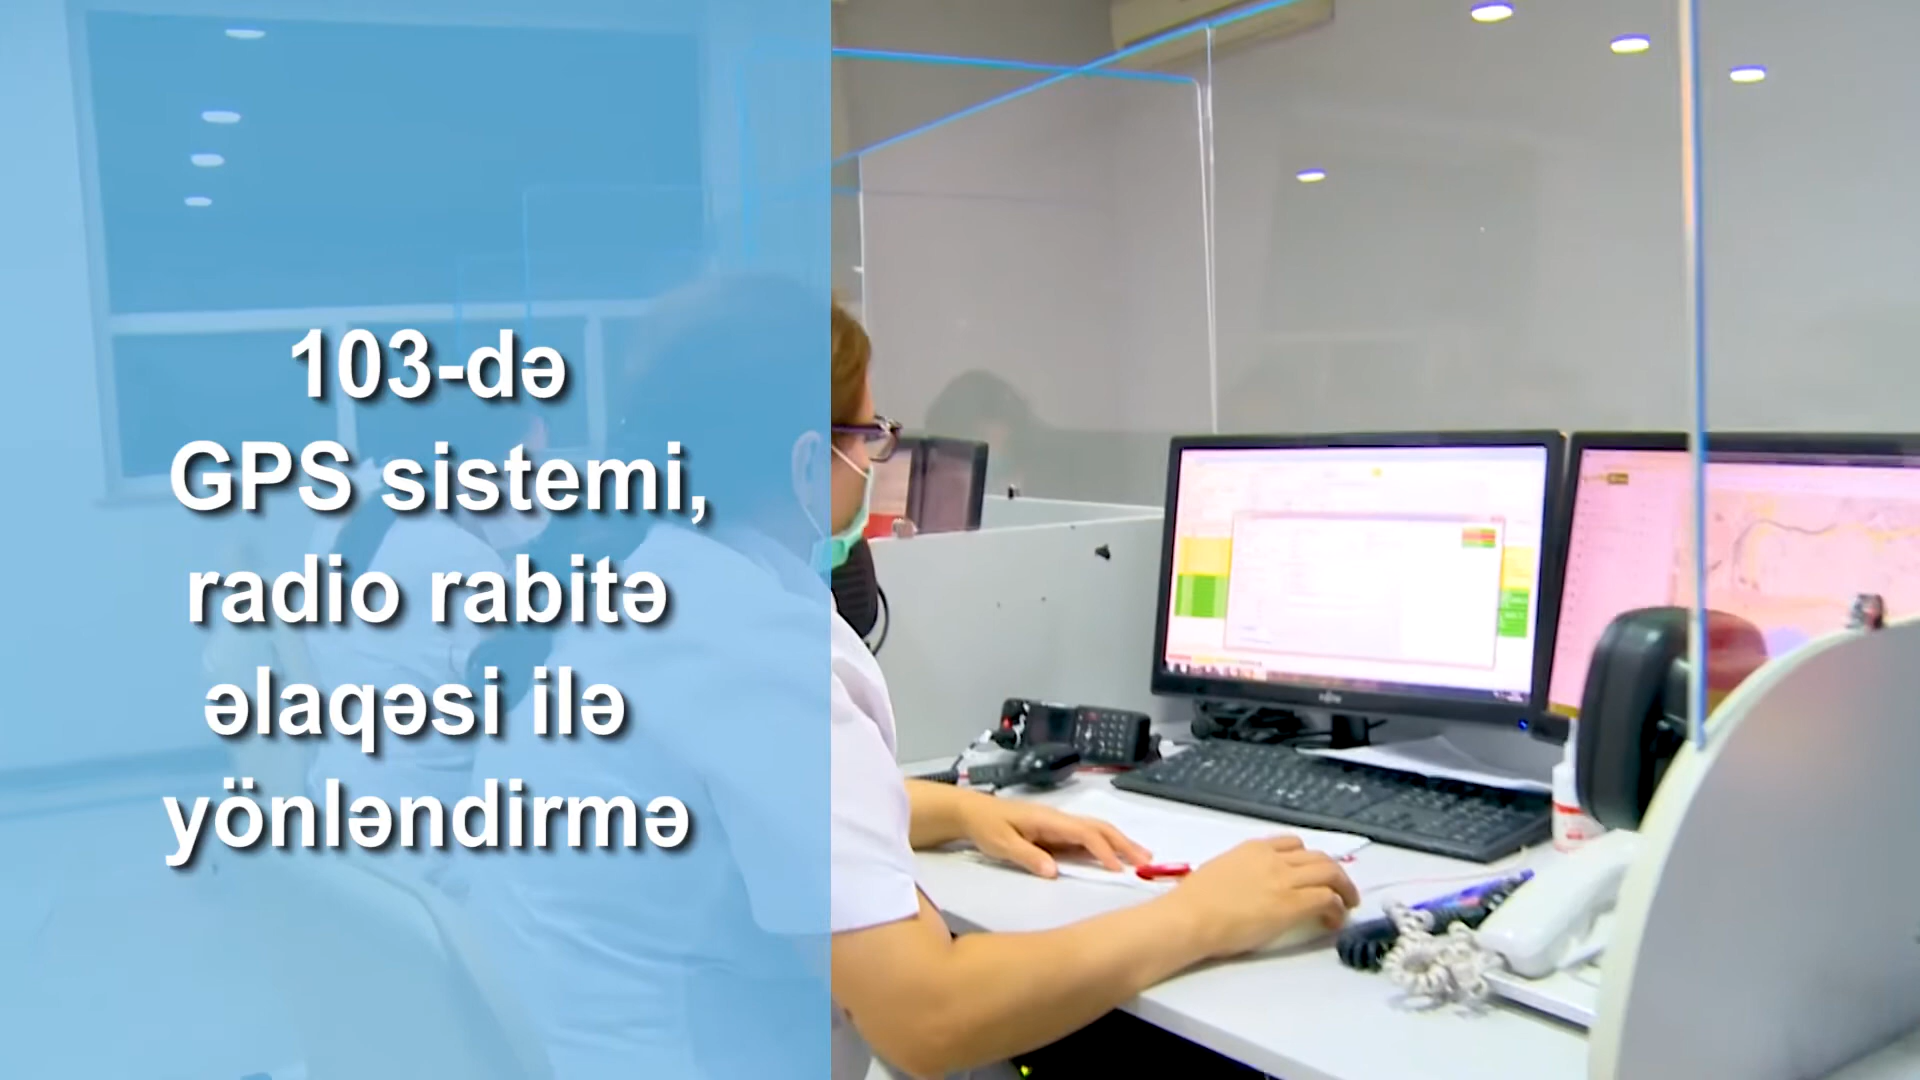 103-də
GPS sistemi,
radio rabitə
əlaqəsi ilə
yönləndirmə